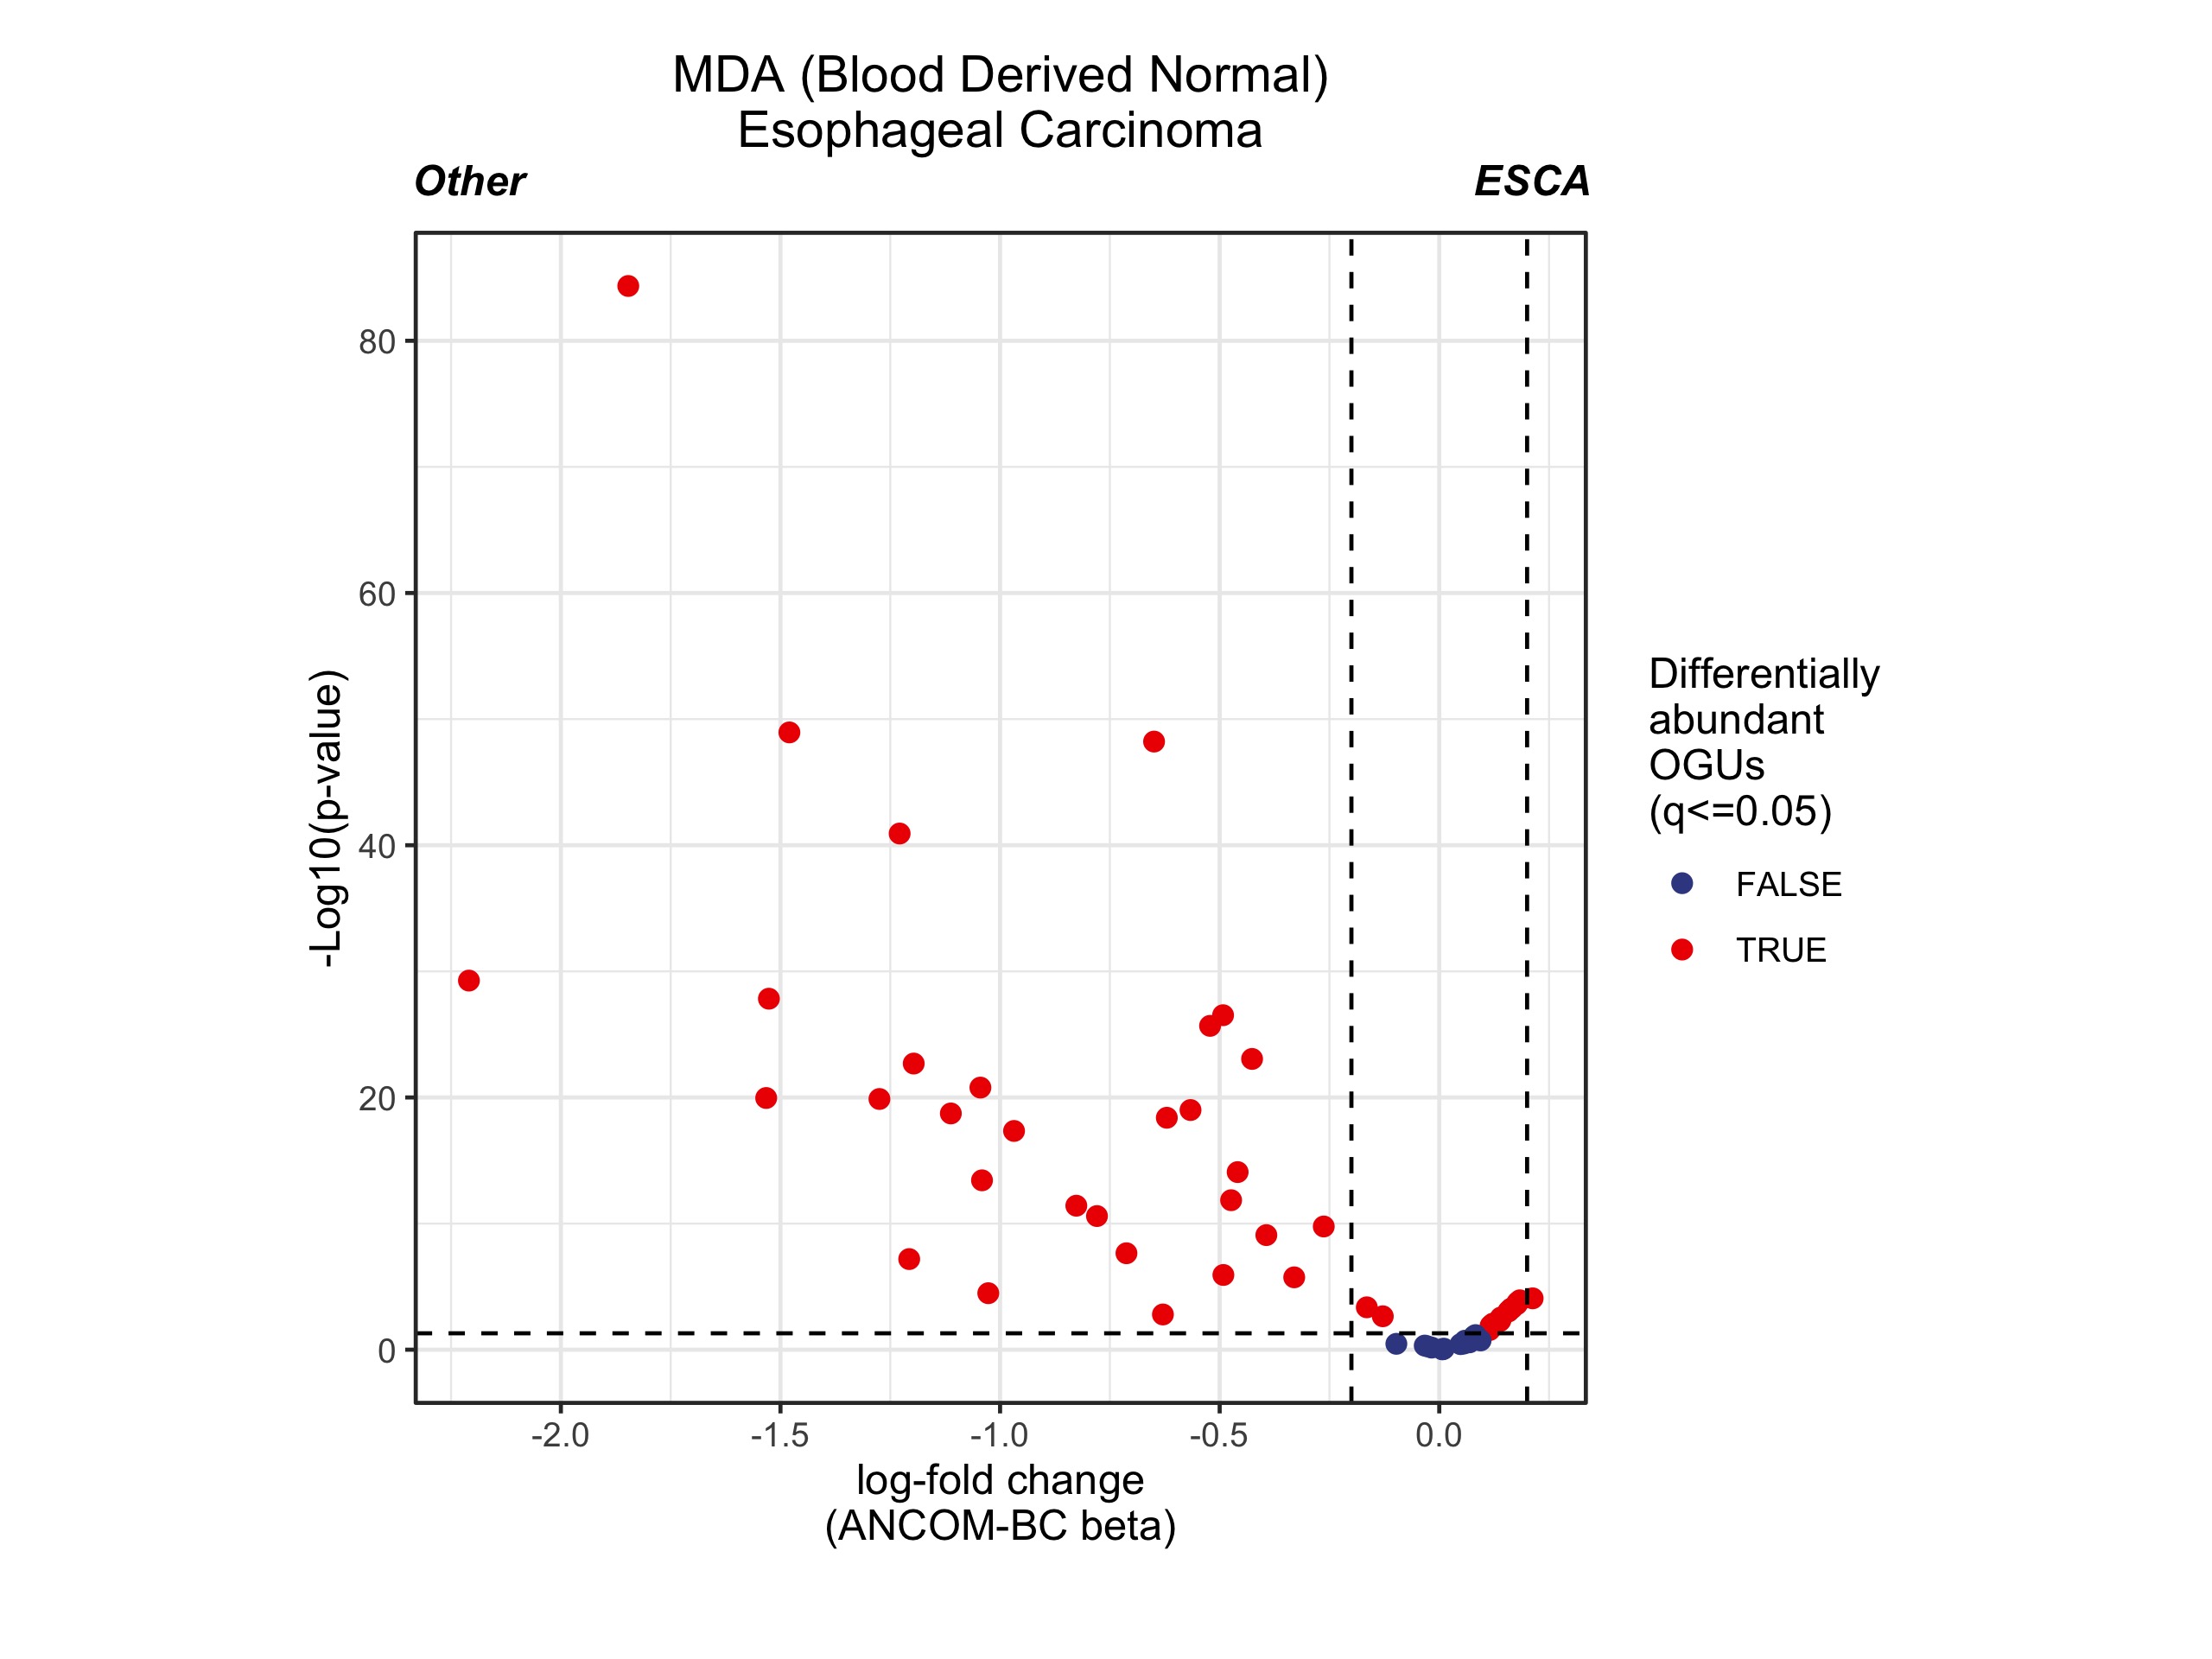 MDA (Blood Derived Normal)
Esophageal Carcinoma
Other
ESCA
80
60
40
20
0
-Log10(p-value)
-2.0
-1.5
-1.0
-0.5
0.0
log-fold change
(ANCOM-BC beta)
Differentially
abundant
OGUs
(q<=0.05)
FALSE
TRUE